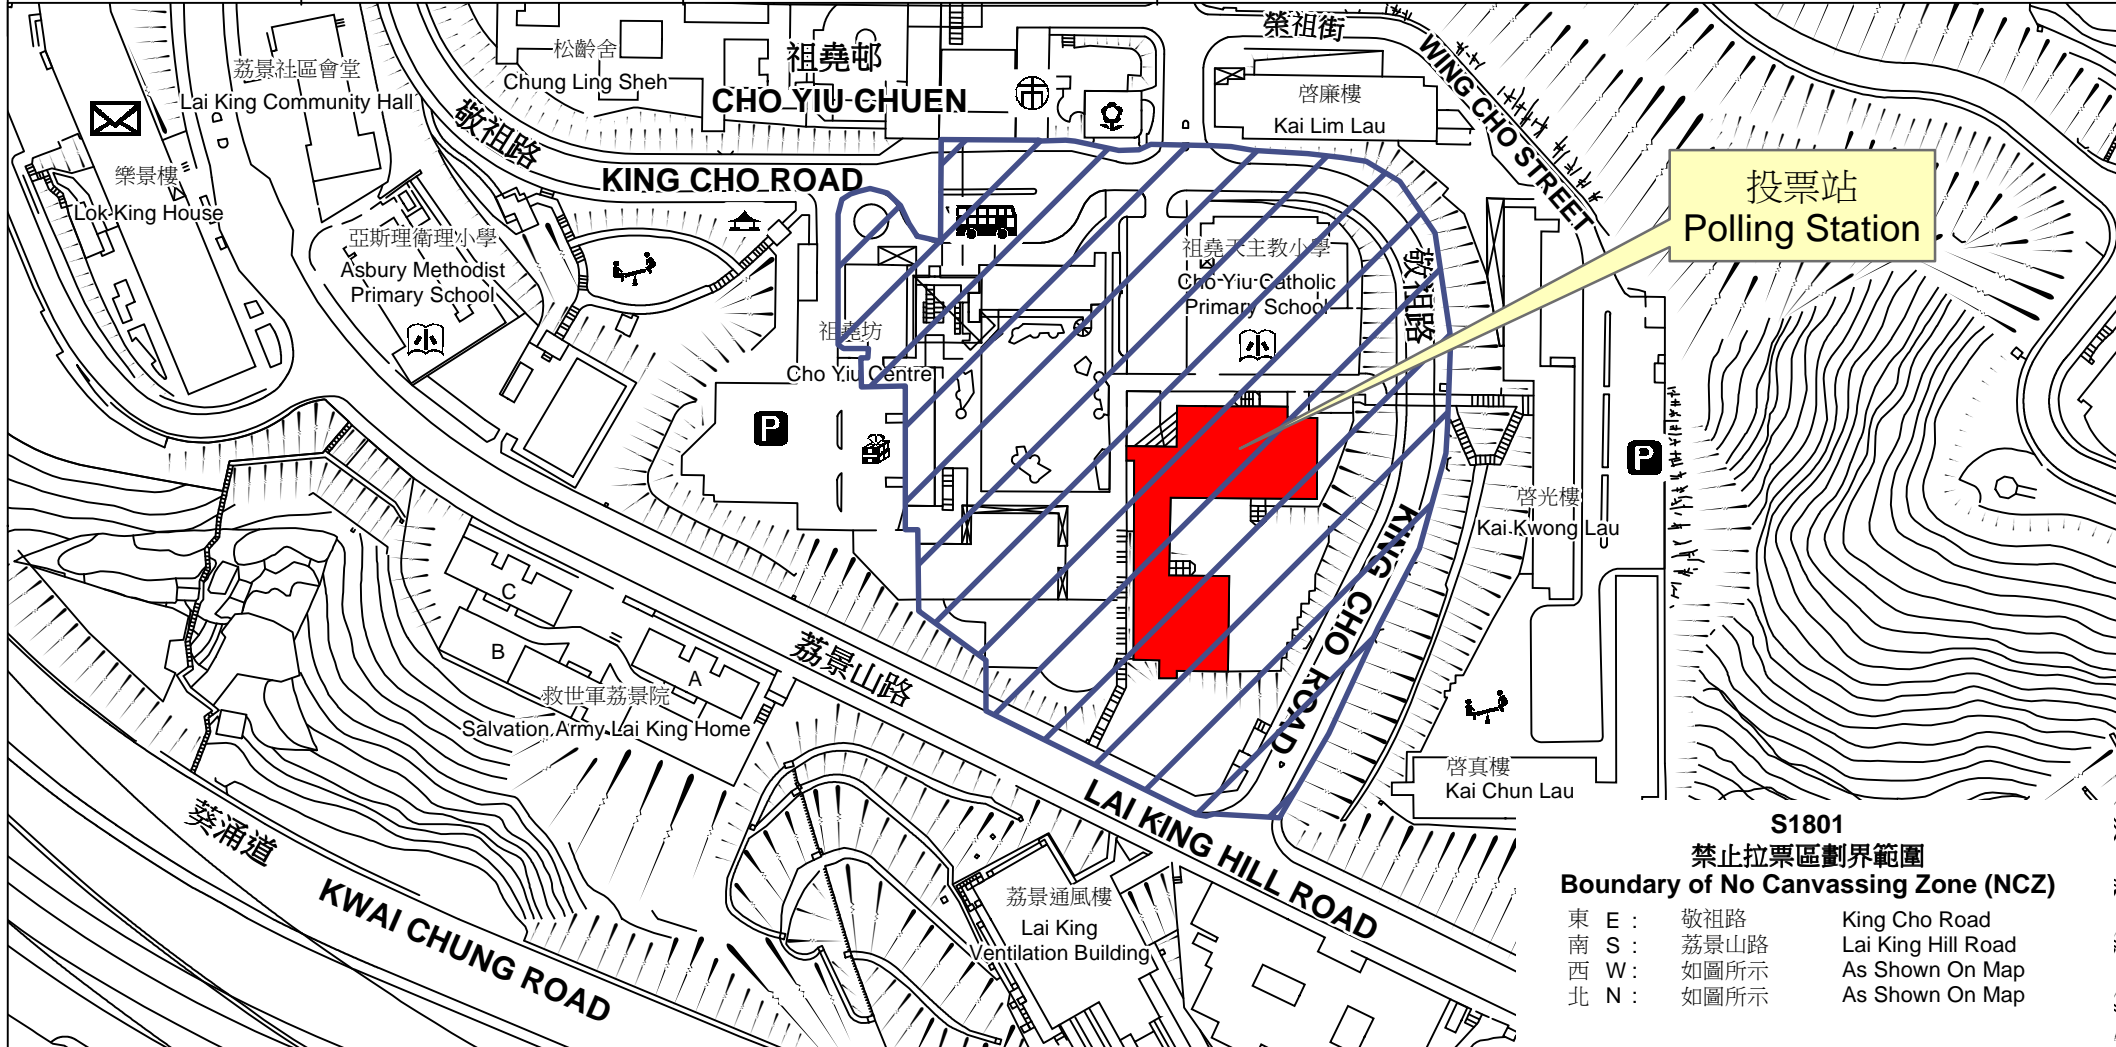 榮祖街
WING CHO STREET
松齡舍
Chung Ling Sheh
祖堯邨
CHO YIU CHUEN
荔景社區會堂
Lai King Community Hall
啓廉樓
Kai Lim Lau
敬祖路
KING CHO ROAD
樂景樓
Lok King House
投票站
Polling Station
亞斯理衛理小學
Asbury Methodist
Primary School
小
祖堯天主教小學
Cho Yiu Catholic
Primary School
小
敬祖路
KING CHO ROAD
祖堯坊
Cho Yiu Centre
P
P
啓光樓
Kai Kwong Lau
C
B
A
救世軍荔景院
Salvation Army Lai King Home
荔景山路
LAI KING HILL ROAD
啓真樓
Kai Chun Lau
葵涌道
KWAI CHUNG ROAD
荔景通風樓
Lai King
Ventilation Building
S1801
禁止拉票區劃界範圍
Boundary of No Canvassing Zone (NCZ)
東 E : 敬祖路 King Cho Road
南 S : 荔景山路 Lai King Hill Road
西 W : 如圖所示 As Shown On Map
北 N : 如圖所示 As Shown On Map